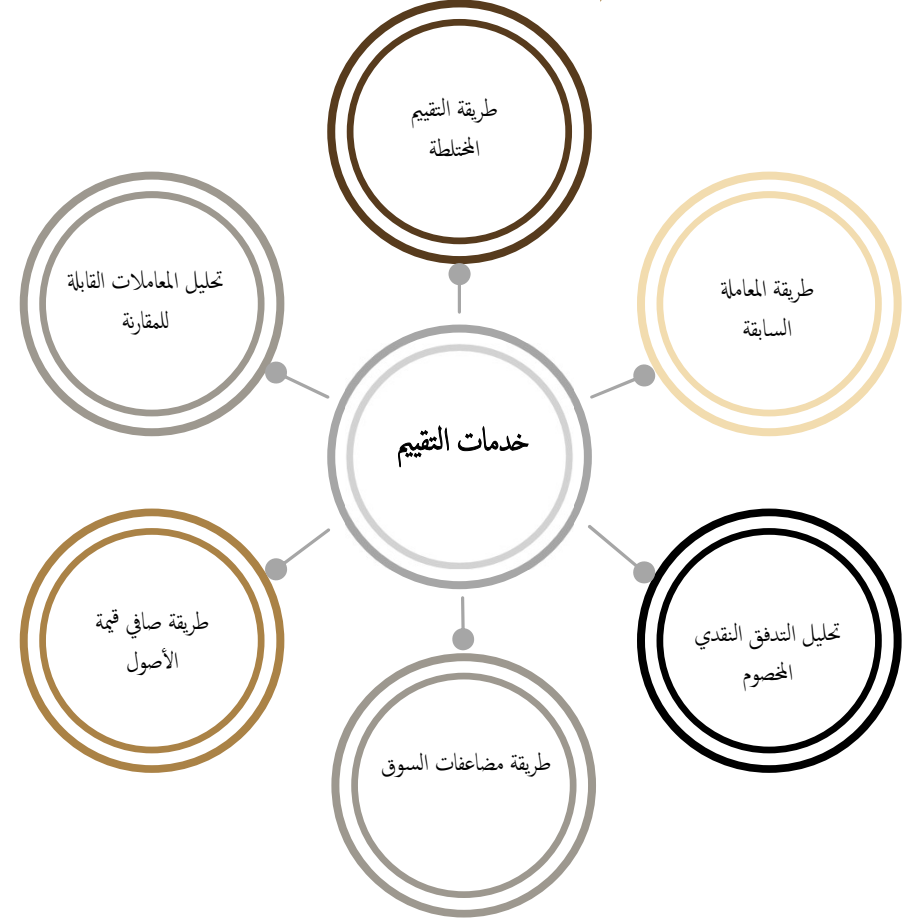 طريقة التقييم
المختلطة
طريقة المعاملة
السابقة
تحليل المعاملات القابلة
للمقارنة
خدمات التقييم
تحليل التدفق النقدي
المخصوم
طريقة صافي قيمة
الأصول
طريقة مضاعفات السوق